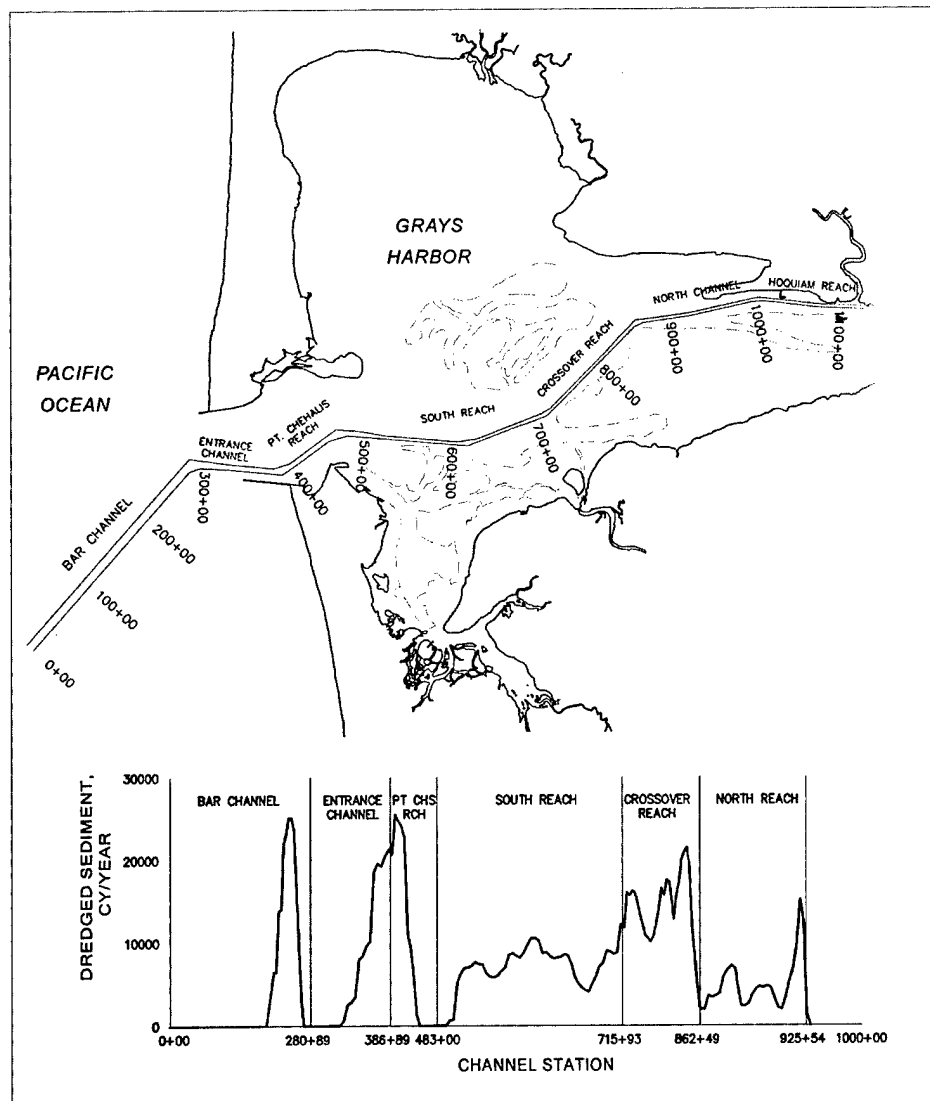 GRAYS
HARBOR
PACIFIC
OCEAN
NORTH CHANNEL
HOQUIAM REACH
CROSSOVER REACH
SOUTH REACH
PT. CHEHALIS
REACH
ENTRANCE
CHANNEL
BAR CHANNEL
0+00
100+00
200+00
300+00
400+00
500+00
600+00
700+00
800+00
900+00
1000+00
DREDGED SEDIMENT,
CY/YEAR
30000
20000
10000
0
BAR CHANNEL
ENTRANCE
CHANNEL
PT CHS
RCH
SOUTH REACH
CROSSOVER
REACH
NORTH REACH
0+00
280+89
386+89
483+00
715+93
862+49
925+54
1000+00
CHANNEL STATION